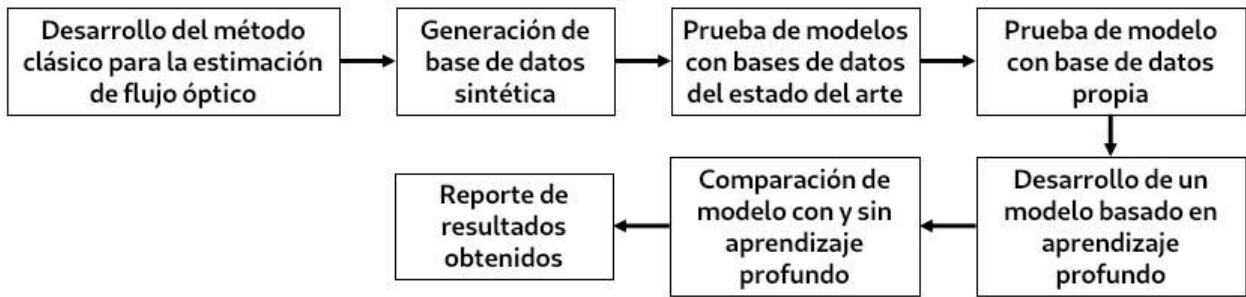 Desarrollo del método
clásico para la estimación
de flujo óptico
Generación de
base de datos
sintética
Prueba de modelos
con bases de datos
del estado del arte
Prueba de modelo
con base de datos
propia
Desarrollo de un
modelo basado en
aprendizaje
profundo
Comparación de
modelo con y sin
aprendizaje
profundo
Reporte de
resultados
obtenidos